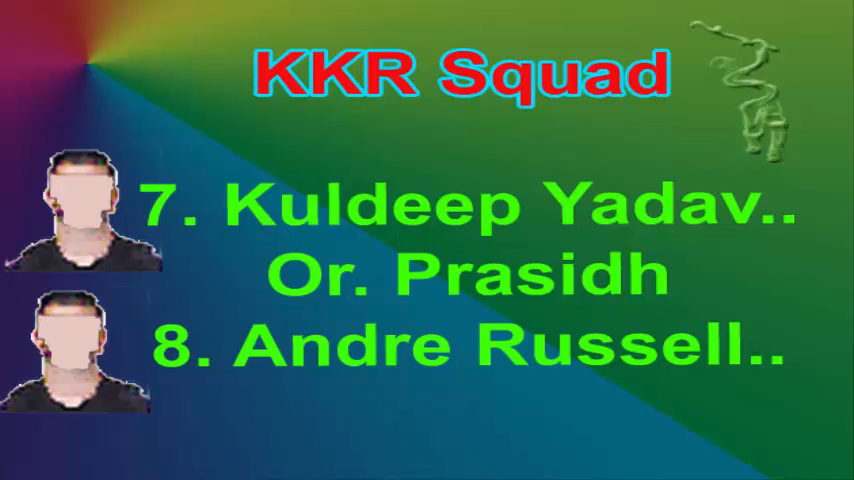 KKR Squad
7. Kuldeep Yadav..
Or. Prasidh
8. Andre Russell..